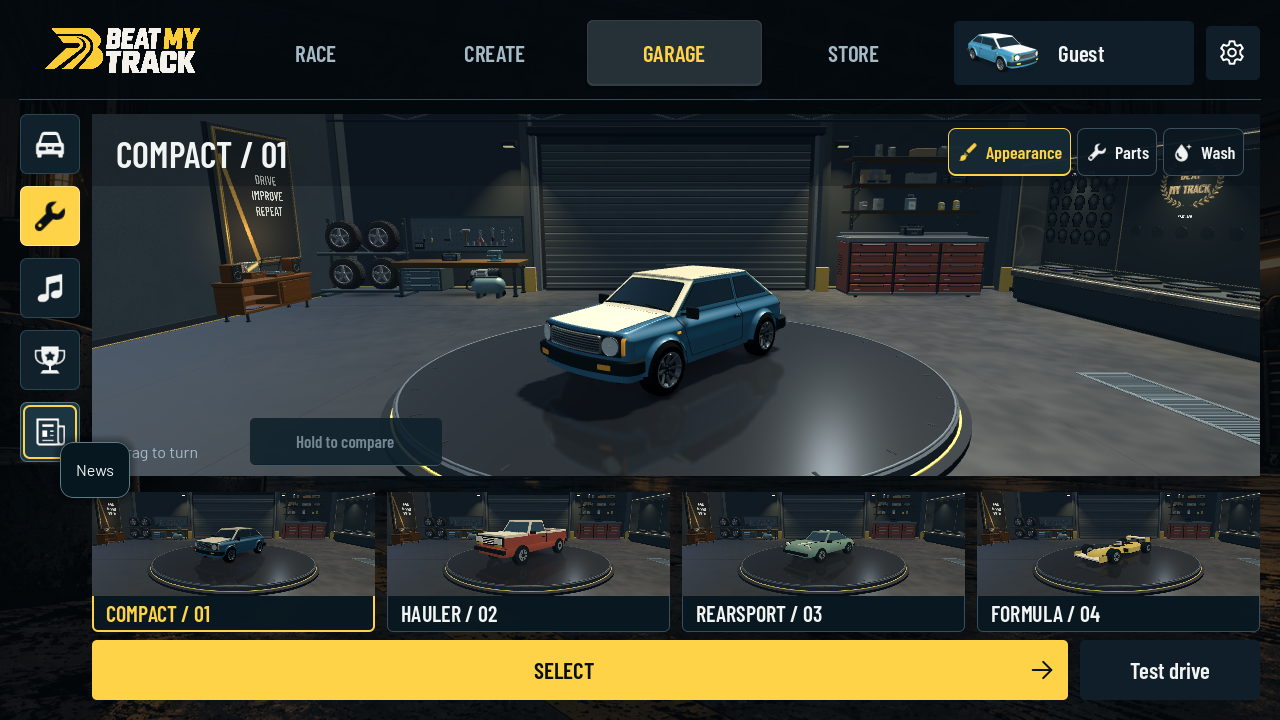 BEAT MY
TRACK
RACE
CREATE
GARAGE
STORE
Guest
COMPACT / 01
Appearance
Parts
Wash
DRIVE
IMPROVE
REPEAT
BEAT
MY TRACK
ag to turn
Hold to compare
News
COMPACT / 01
HAULER / 02
REARSPORT / 03
FORMULA / 04
SELECT
Test drive